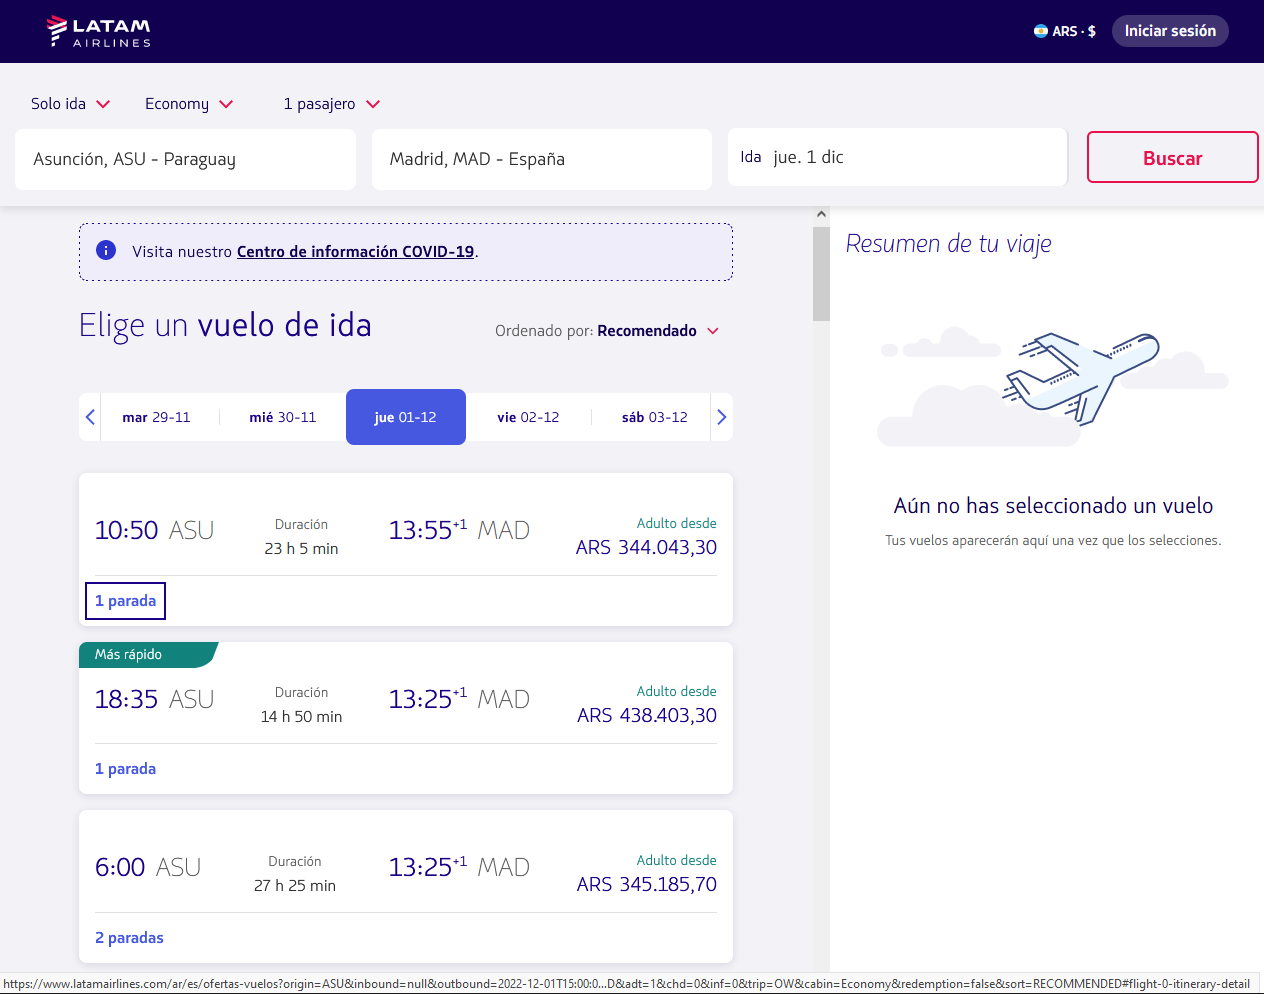 LATAM
AIRLINES
ARS · $
Iniciar sesión
Solo ida
Economy
1 pasajero
Asunción, ASU - Paraguay
Madrid, MAD - España
Ida jue. 1 dic
Buscar
i Visita nuestro Centro de información COVID-19.
Elige un vuelo de ida
Ordenado por: Recomendado
mar 29-11
mié 30-11
jue 01-12
vie 02-12
sáb 03-12
10:50 ASU
Duración
23 h 5 min
13:55+1 MAD
Adulto desde
ARS 344.043,30
1 parada
Más rápido
18:35 ASU
Duración
14 h 50 min
13:25+1 MAD
Adulto desde
ARS 438.403,30
1 parada
6:00 ASU
Duración
27 h 25 min
13:25+1 MAD
Adulto desde
ARS 345.185,70
2 paradas
Resumen de tu viaje
Aún no has seleccionado un vuelo
Tus vuelos aparecerán aquí una vez que los selecciones.
https://www.latamairlines.com/ar/es/ofertas-vuelos?origin=ASU&inbound=null&outbound=2022-12-01T15:00:0...D&adt=1&chd=0&inf=0&trip=OW&cabin=Economy&redemption=false&sort=RECOMMENDED#flight-0-itinerary-detail